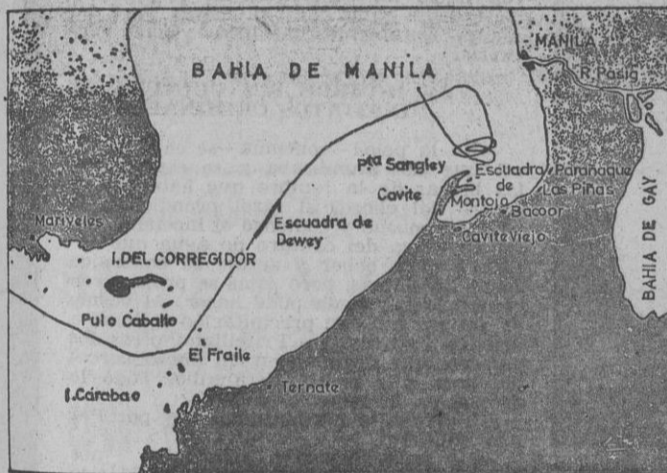 MANILA
R. Pasig
BAHIA DE MANILA
Pta Sangley
Escuadra
de
Montojo
Parañaque
Las Piñas
Cavite
Bacoor
Cavite Viejo
BAHIA DE GAY
Mariveles
Escuadra de
Dewey
I. DEL CORREGIDOR
Pulo Caballo
El Fraile
I. Carabao
Ternate